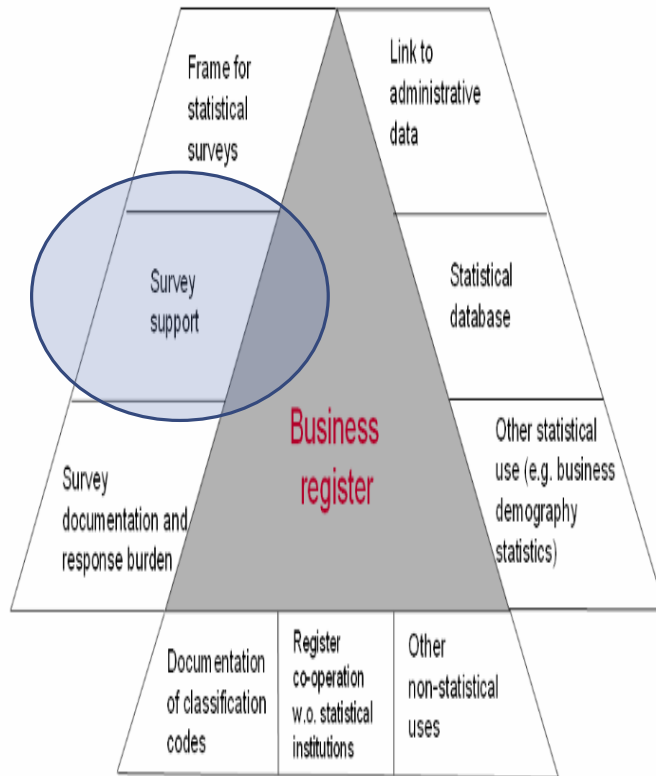 Frame for
statistical
surveys
Link to
administrative
data
Survey
support
Statistical
database
Business
register
Survey
documentation and
response burden
Other statistical
use (e.g. business
demography
statistics)
Documentation
of classification
codes
Register
co-operation
w.o. statistical
institutions
Other
non-statistical
uses